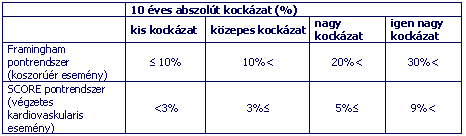 10 éves abszolút kockázat (%)
kis kockázat közepes kockázat nagy kockázat igen nagy kockázat
Framingham pontrendszer (koszorúér esemény) ≤ 10% 10% < 20% < 30% <
SCORE pontrendszer (végzetes kardiovaskularis esemény) <3% 3%≤ 5%≤ 9% <